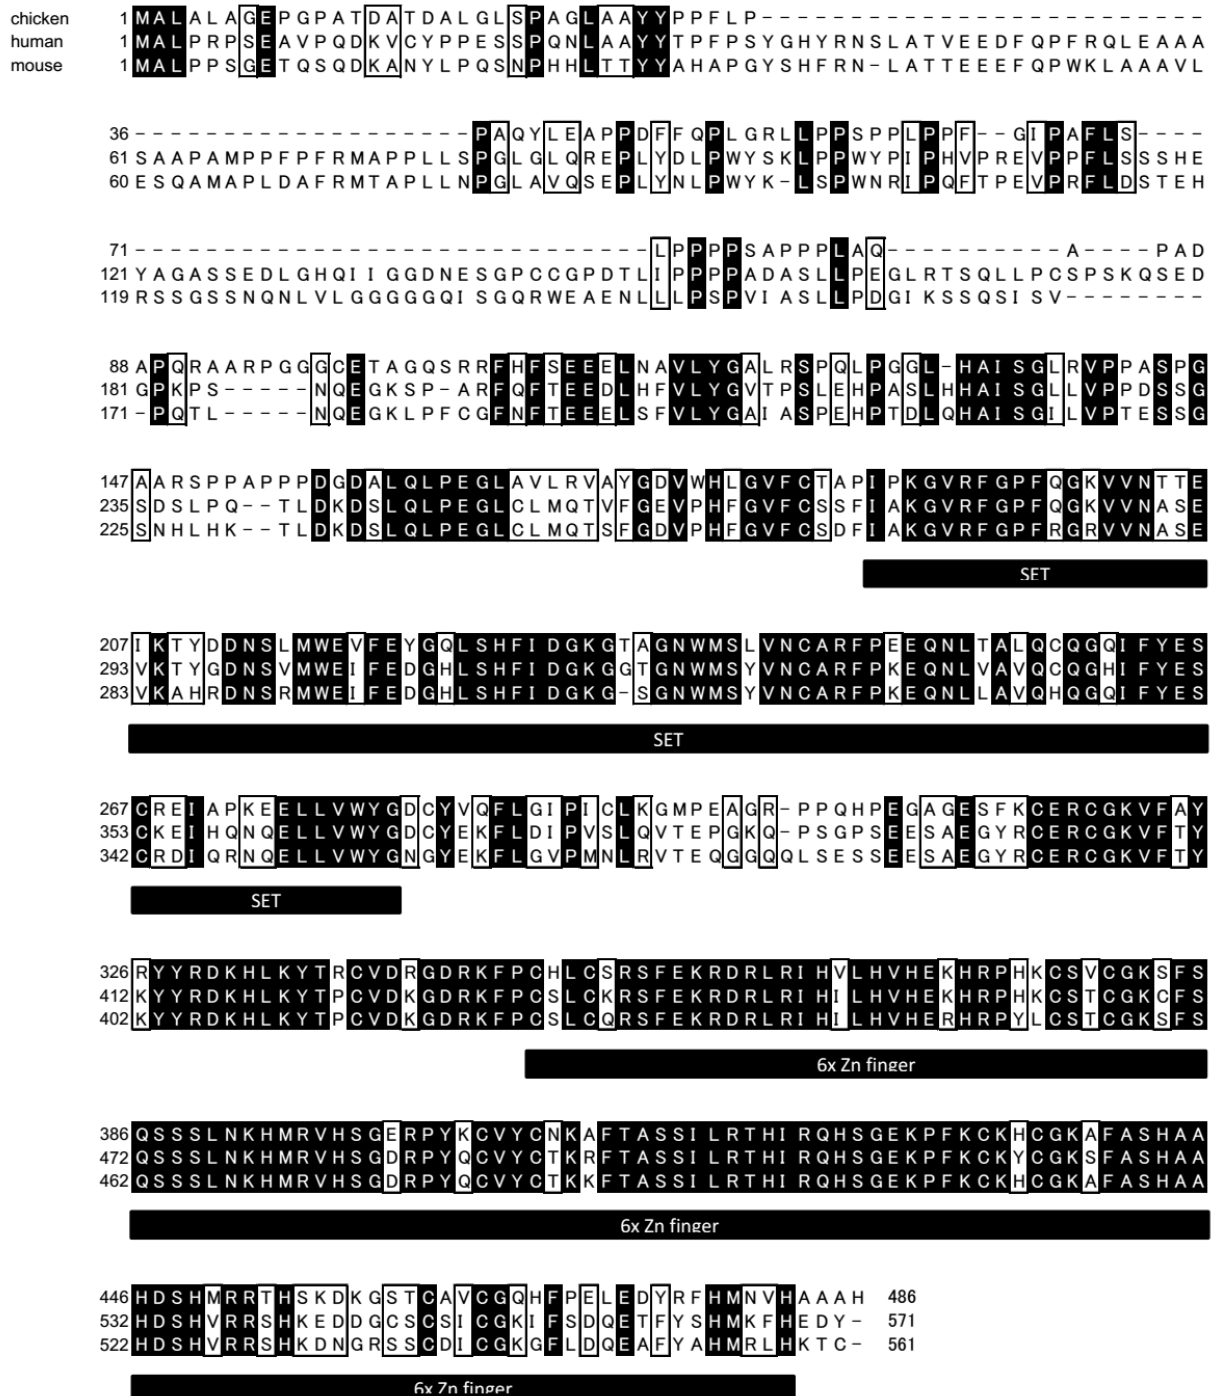 chicken 1 MALALAGEPGPATDATDALGLSPAGLAAYYPPFLP-------------------------
human 1 MALPRPSEAVPQDKVCYPPESSPQNLAAYYTPFPSYGHYRNSLATVEEDFQPFRQLEAAA
mouse 1 MALPPSGETQSQDKANYLPQSNPHHLTTYYAHAPGYSHFRN-LATTEEEFQPWKLAAAVL
36 -------------------PAQYLEAPPDFFQPLGRLLPPSPPLPPF--GIPAFLS----
61 SAAPAMPPFPFRMAPPLLSPGLGLQREPLYDLPWYSKLPPWYPIPHVPREVPPFLSSSHE
60 ESQAMAPLDAFRMTAPLLNPGLAVQSEPLYNLPWYK-LSPWNRIPQFTPEVPRFLDSTEH
71 -----------------------------LPPPPSAPPPLAQ----------A----PAD
121 YAGASSEDLGHQIIGGDNESGPCCGPDTLIPPPPADASLLPEGLRTSQLLPCSPSKQSED
119 RSSGSSNQNLVLGGGGGQISGQRWEAENLLLPSPVIASLLPDGIKSSQSISV--------
88 APQRAARPGGGCETAGQSRRFHFSEEELNAVLYGALRSPQLPGGL-HAISGLRVPPASPG
181 GPKPS-----NQEGKSP-ARFQFTEEDLHFVLYGVTPSLEHPASLHHAISGLLVPPDSSG
171 -PQTL-----NQEGKLPFCGFNFTEEELSFVLYGAIASPEHPTDLQHAISGILVPTESSG
147 AARSPPAPPPDGDALQLPEGLAVLRVAYGDVWHLGVFCTAPIPKGVRFGPFQGKVVNTTE
235 SDSLPQ--TLDKDSLQLPEGLCLMQTVFGEVPHFGVFCSSFIAKGVRFGPFQGKVVNASE
225 SNHLHK--TLDKDSLQLPEGLCLMQTSFGDVPHFGVFCSDFIAKGVRFGPFRGRVVNASE
SET
207 IKTYDDNSLMWEVFEYGQLSHFIDGKGTAGNWMSLVNCARFPEEQNLTALQCQGQIFYES
293 VKTYGDNSVMWEIFEDGHLSHFIDGKGGTGNWMSYVNCARFPKEQNLVAVQCQGHIFYES
283 VKAHRDNSRMWEIFEDGHLSHFIDGKG-SGNWMSYVNCARFPKEQNLLAVQHQGQIFYES
SET
267 CREIAPKEELLVWYGDCYVQFLGIPICLKGMPEAGR-PPQHPEGAGESFKCERCGKVFAY
353 CKEIHQNQELLVWYGDCYEKFLDIPVSLQVTEPGKQ-PSGPSEESAEGYRCERCGKVFTY
342 CRDIQRNQELLVWYGNGYEKFLGVPMNLRVTEQGGQQLSESSEESAEGYRCERCGKVFTY
SET
326 RYYRDKHLKYTRCVDRGDRKFPCHLCSRSFEKRDRLRIHVLHVHEKHRPHKCSVCGKSFS
412 KYYRDKHLKYTPCVDKGDRKFPCSLCKRSFEKRDRLRIHILHVHEKHRPHKCSTCGKCFS
402 KYYRDKHLKYTPCVDKGDRKFPCSLCQRSFEKRDRLRIHILHVHERHRPYLCSTCGKSFS
6x Zn finger
386 QSSSLNKHMRVHSGERPYKCVYCNKAFTASSILRTHIRQHSGEKPFKCKHCGKAFASHAA
472 QSSSLNKHMRVHSGDRPYQCVYCTKRFTASSILRTHIRQHSGEKPFKCKYCGKSFASHAA
462 QSSSLNKHMRVHSGDRPYQCVYCTKKFTASSILRTHIRQHSGEKPFKCKHCGKAFASHAA
6x Zn finger
446 HDSHMRRTHSKDKGSTCAVCGQHFPELEDYRFHMNVHAAAH 486
532 HDSHVRRSHKEDDGCSCSICGKIFSDQETFYSHMKFHEDY- 571
522 HDSHVRRSHKDNGRSSCDICGKGFLDQEAFYAHMRLHKTC- 561
6x Zn finger